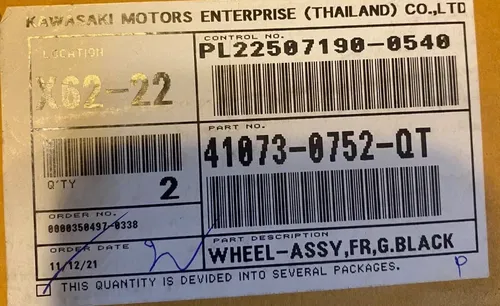 KAWASAKI MOTORS ENTERPRISE (THAILAND) CO.,LTD
LOCATION
X62-22
CONTROL NO.
PL22507190-0540
Q'TY
2
PART NO.
41073-0752-QT
ORDER NO.
0000350497-0338
ORDER DATE
11/12/21
PART DESCRIPTION
WHEEL-ASSY,FR,G.BLACK
THIS QUANTITY IS DEVIDED INTO SEVERAL PACKAGES.
P